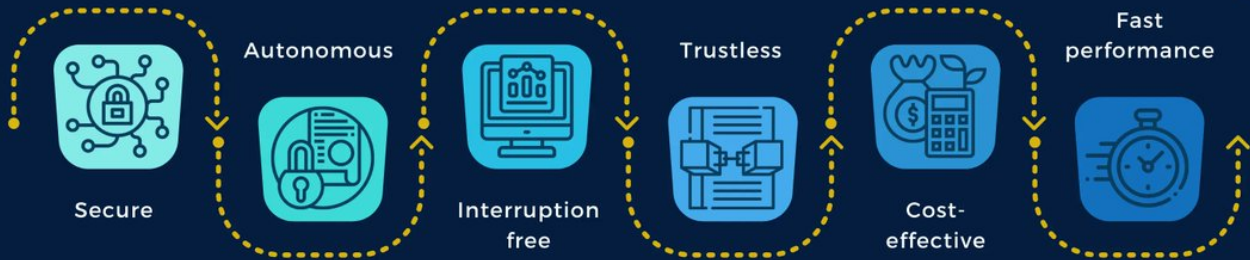 Secure
Autonomous
Interruption
free
Trustless
Cost-
effective
Fast
performance
$